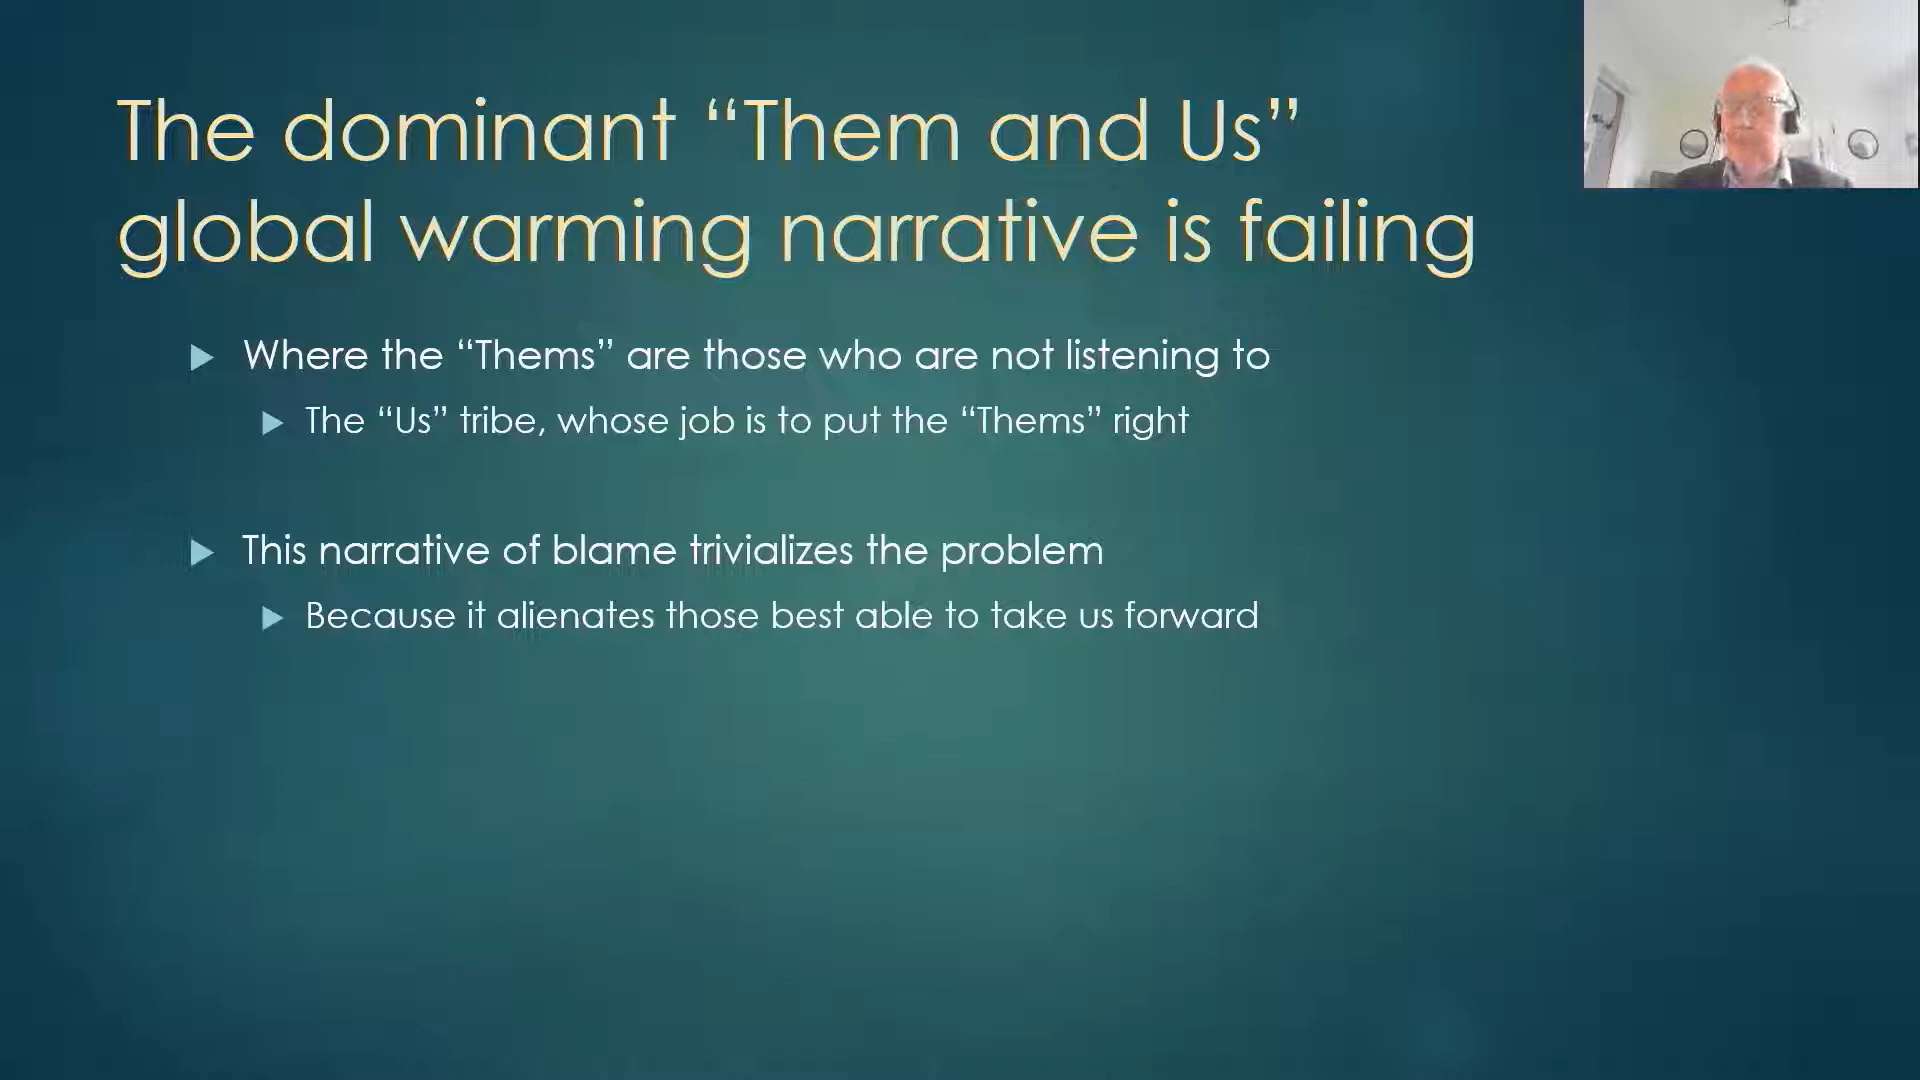 The dominant “Them and Us”
global warming narrative is failing
Where the “Thems” are those who are not listening to
The “Us” tribe, whose job is to put the “Thems” right
This narrative of blame trivializes the problem
Because it alienates those best able to take us forward